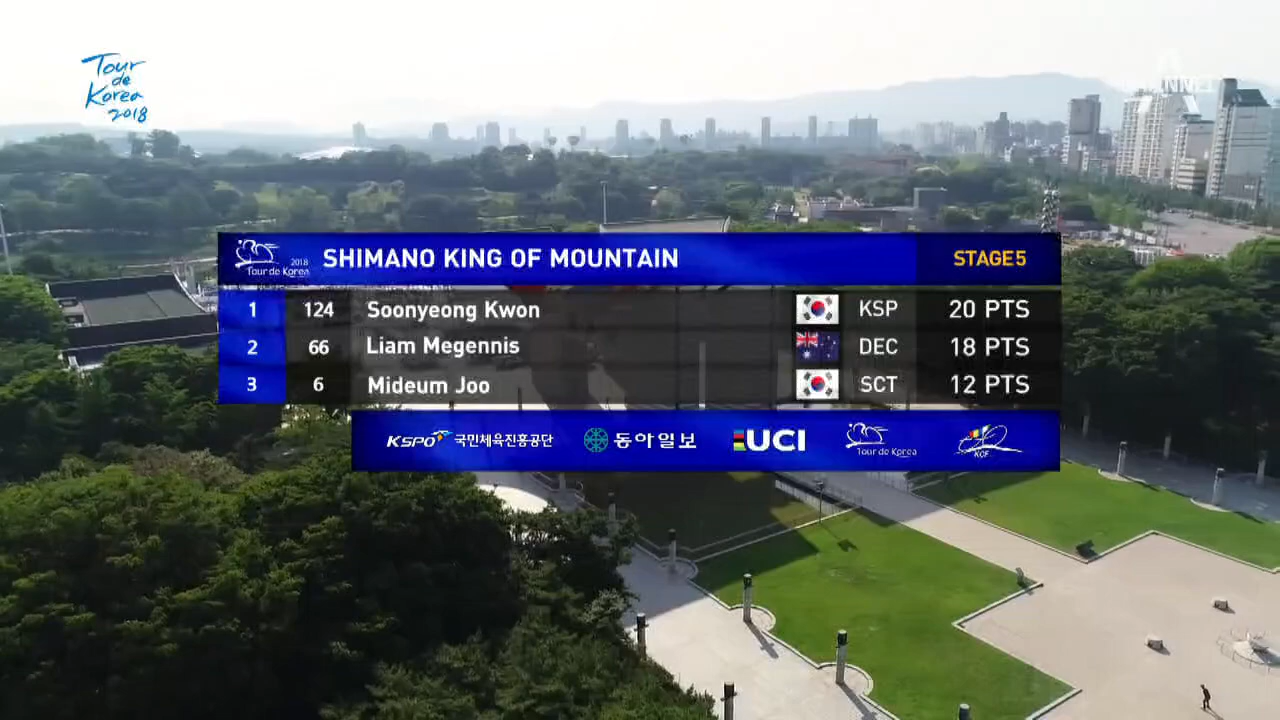 Tour
de
Korea
2018
CHANNEL A
2018
Tour de Korea
SHIMANO KING OF MOUNTAIN STAGE5
1 124 Soonyeong Kwon KSP 20 PTS
2 66 Liam Megennis DEC 18 PTS
3 6 Mideum Joo SCT 12 PTS
KSPO 국민체육진흥공단 동아일보 UCI Tour de Korea KCF